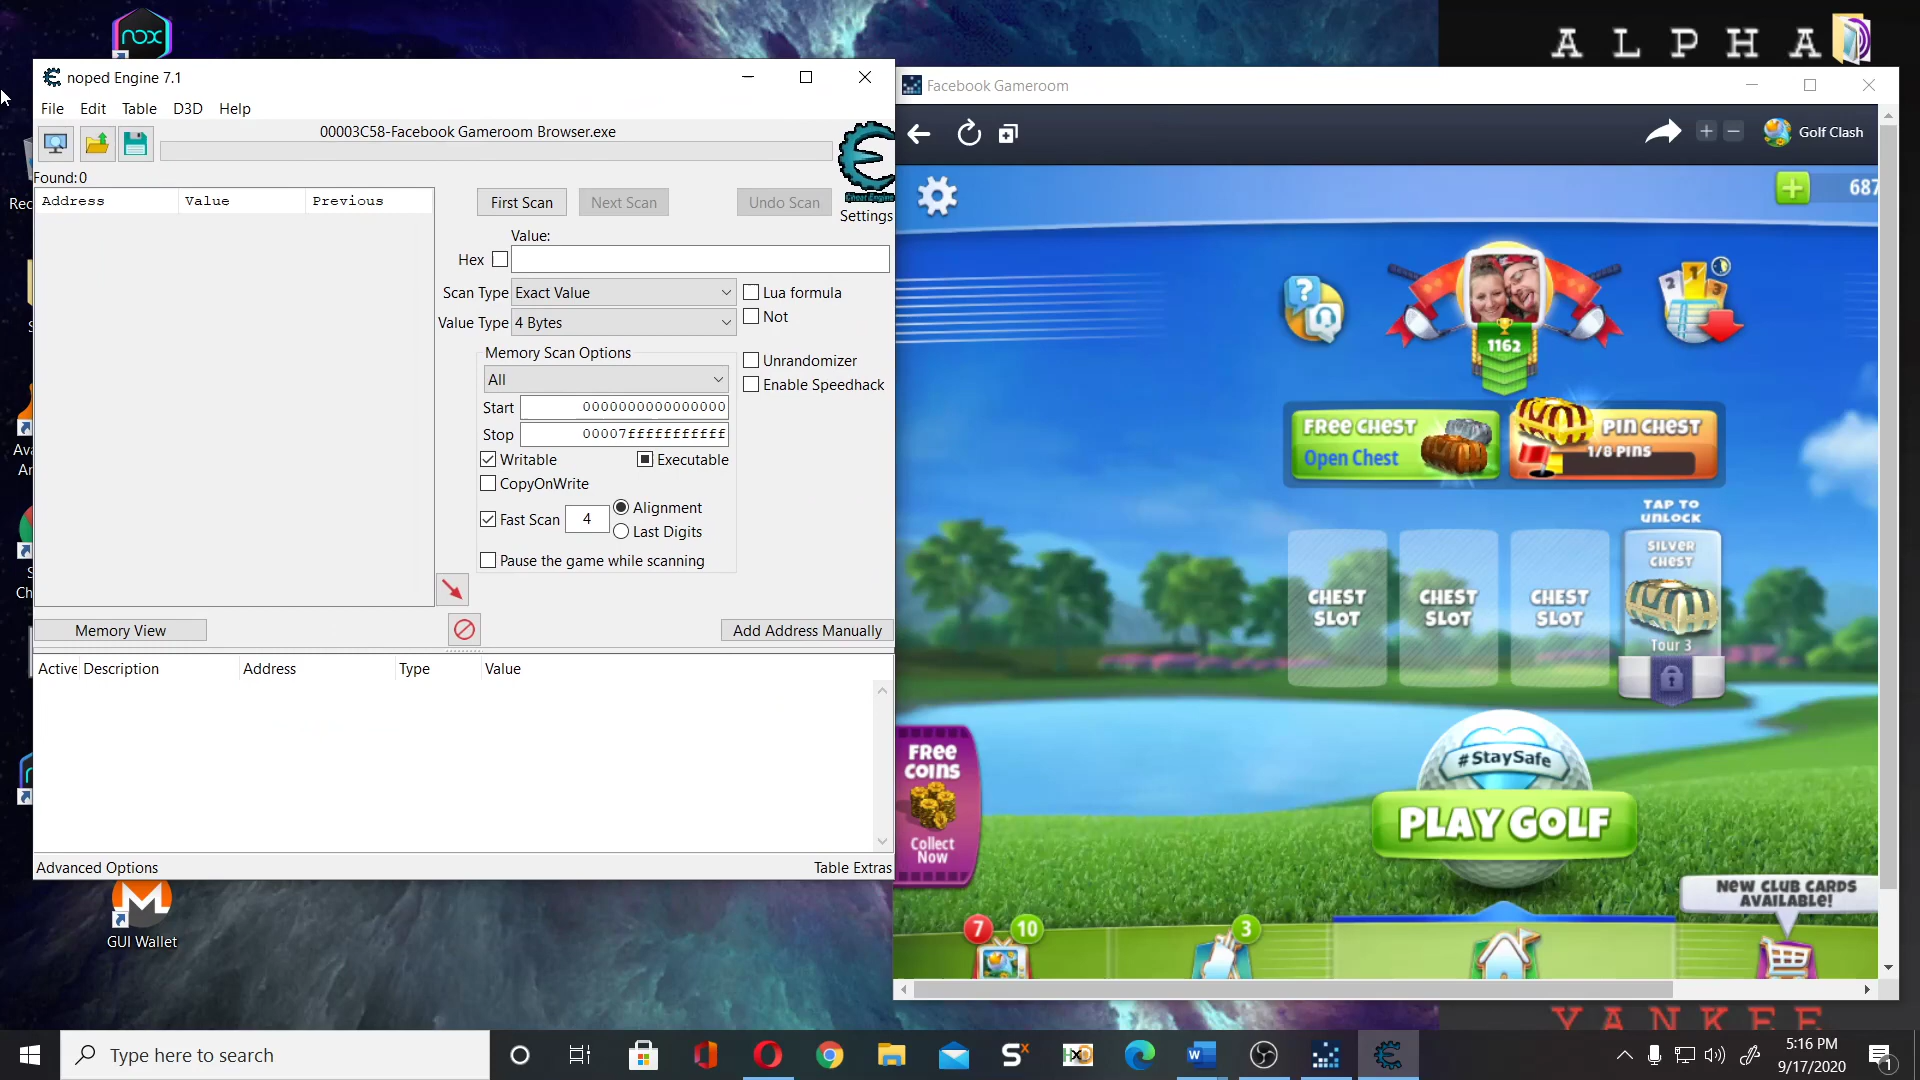 nox
ALPHA
noped Engine 7.1
File Edit Table D3D Help
00003C58-Facebook Gameroom Browser.exe
Found:0
Address Value Previous
First Scan Next Scan Undo Scan
Cheat Engine
Settings
Value:
Hex
Scan Type Exact Value
Lua formula
Value Type 4 Bytes
Not
Memory Scan Options
All
Unrandomizer
Enable Speedhack
Start 0000000000000000
Stop 00007fffffffffff
Writable Executable
CopyOnWrite
Fast Scan 4 Alignment
Last Digits
Pause the game while scanning
Memory View
Add Address Manually
Active Description Address Type Value
Advanced Options
Table Extras
GUI Wallet
Facebook Gameroom
Golf Clash
687
1162
FREE CHEST
Open Chest
PIN CHEST
1/8 PINS
TAP TO
UNLOCK
SILVER
CHEST
CHEST
SLOT
CHEST
SLOT
CHEST
SLOT
Tour 3
#StaySafe
PLAY GOLF
FREE
COINS
Collect
Now
NEW CLUB CARDS
AVAILABLE!
7 10 3
YANKEE
Type here to search
5:16 PM
9/17/2020
1